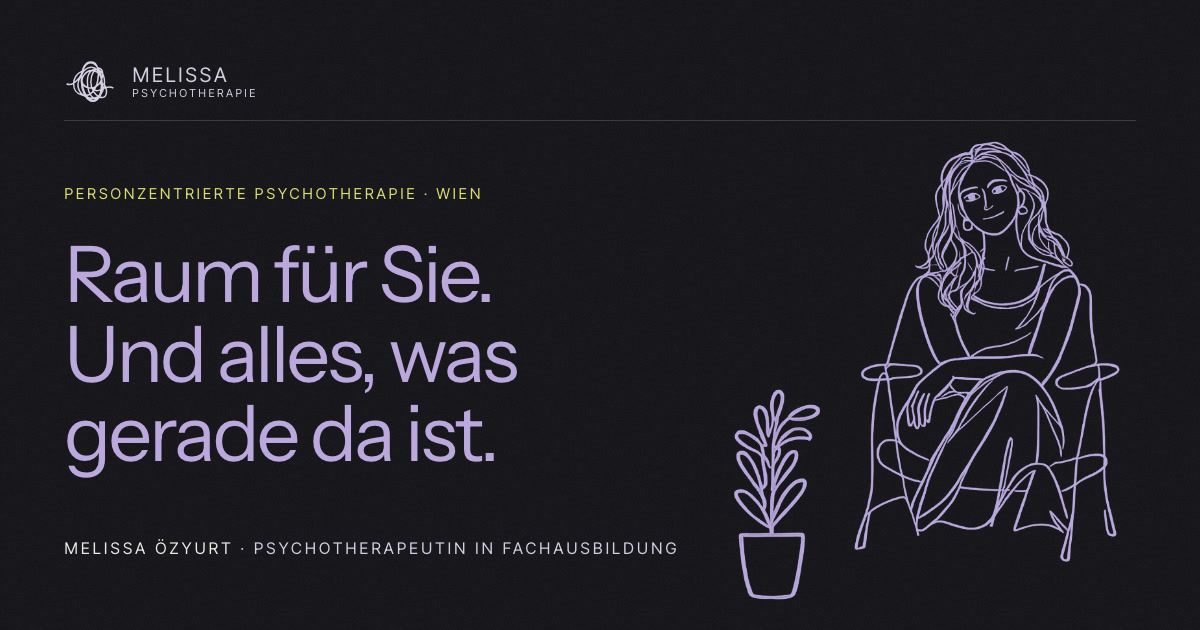 MELISSA
PSYCHOTHERAPIE
PERSONZENTRIERTE PSYCHOTHERAPIE · WIEN
Raum für Sie.
Und alles, was
gerade da ist.
MELISSA ÖZYURT · PSYCHOTHERAPEUTIN IN FACHAUSBILDUNG